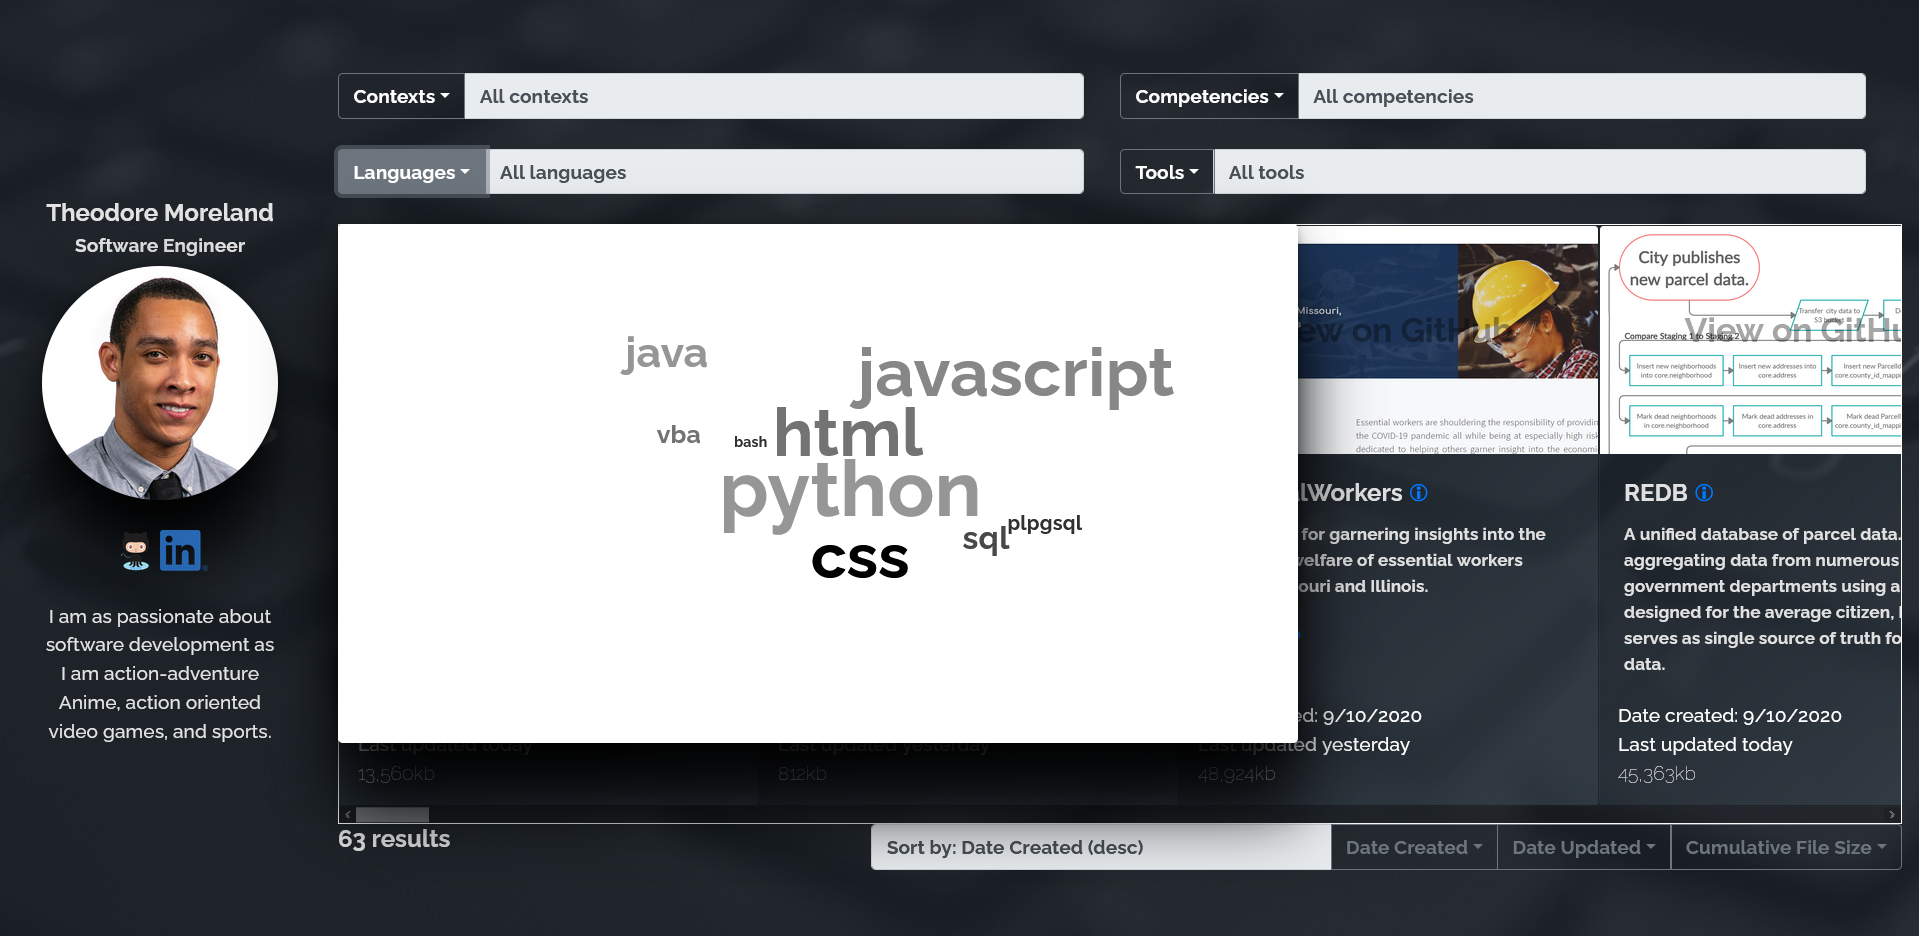 Contexts
All contexts
Competencies
All competencies
Languages
All languages
Tools
All tools
Theodore Moreland
Software Engineer
in
I am as passionate about
software development as
I am action-adventure
Anime, action oriented
video games, and sports.
java
javascript
vba
bash
html
python
plpgsql
sql
css
Missouri,
ew on GitHub
Essential workers are shouldering the responsibility of providin
the COVID-19 pandemic all while being at especially high risk
dedicated to helping others garner insight into the economi
lWorkers
for garnering insights into the
velfare of essential workers
ouri and Illinois.
ed: 9/10/2020
Last updated yesterday
48,924kb
City publishes
new parcel data.
Transfer city data to
S3 bucket
View on GitHu
Compare Staging 1 to Staging 2
Insert new neighborhoods
into core.neighborhood
Insert new addresses into
core.address
Insert new ParcelId
core.county_id_mappi
Mark dead neighborhoods
in core.neighborhood
Mark dead addresses in
core.address
Mark dead Parcel
core.county_id_mappi
REDB
A unified database of parcel data.
aggregating data from numerous
government departments using a
designed for the average citizen,
serves as single source of truth fo
data.
Date created: 9/10/2020
Last updated today
45,363kb
Last updated today
13,560kb
Last updated yesterday
812kb
63 results
Sort by: Date Created (desc)
Date Created
Date Updated
Cumulative File Size